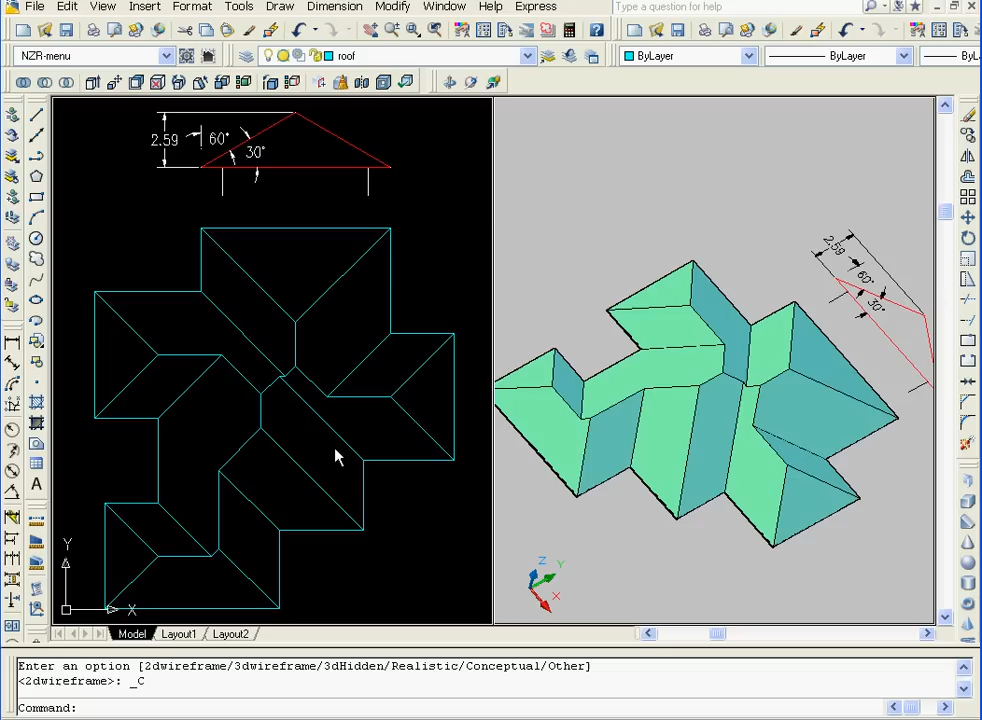 File Edit View Insert Format Tools Draw Dimension Modify Window Help Express Type a question for help
NZR-menu roof ByLayer ByLayer ByL
2.59 60°
30°
2.59
60°
30°
Z
Y
X
Y
X
A
Model Layout1 Layout2
Enter an option [2dwireframe/3dwireframe/3dHidden/Realistic/Conceptual/Other]
<2dwireframe>: _C
Command: